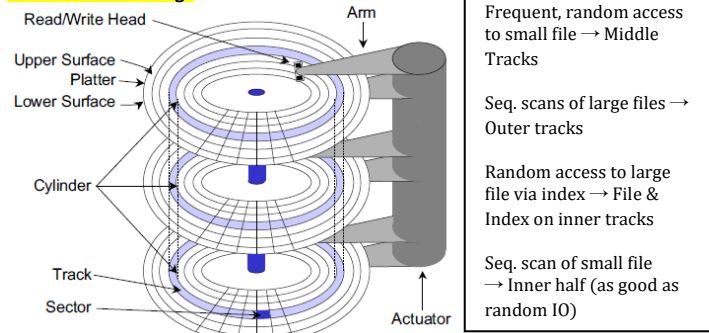 Read/Write Head
Arm
Upper Surface
Platter
Lower Surface
Cylinder
Track
Sector
Actuator
Frequent, random access
to small file → Middle
Tracks
Seq. scans of large files →
Outer tracks
Random access to large
file via index → File &
Index on inner tracks
Seq. scan of small file
→ Inner half (as good as
random IO)